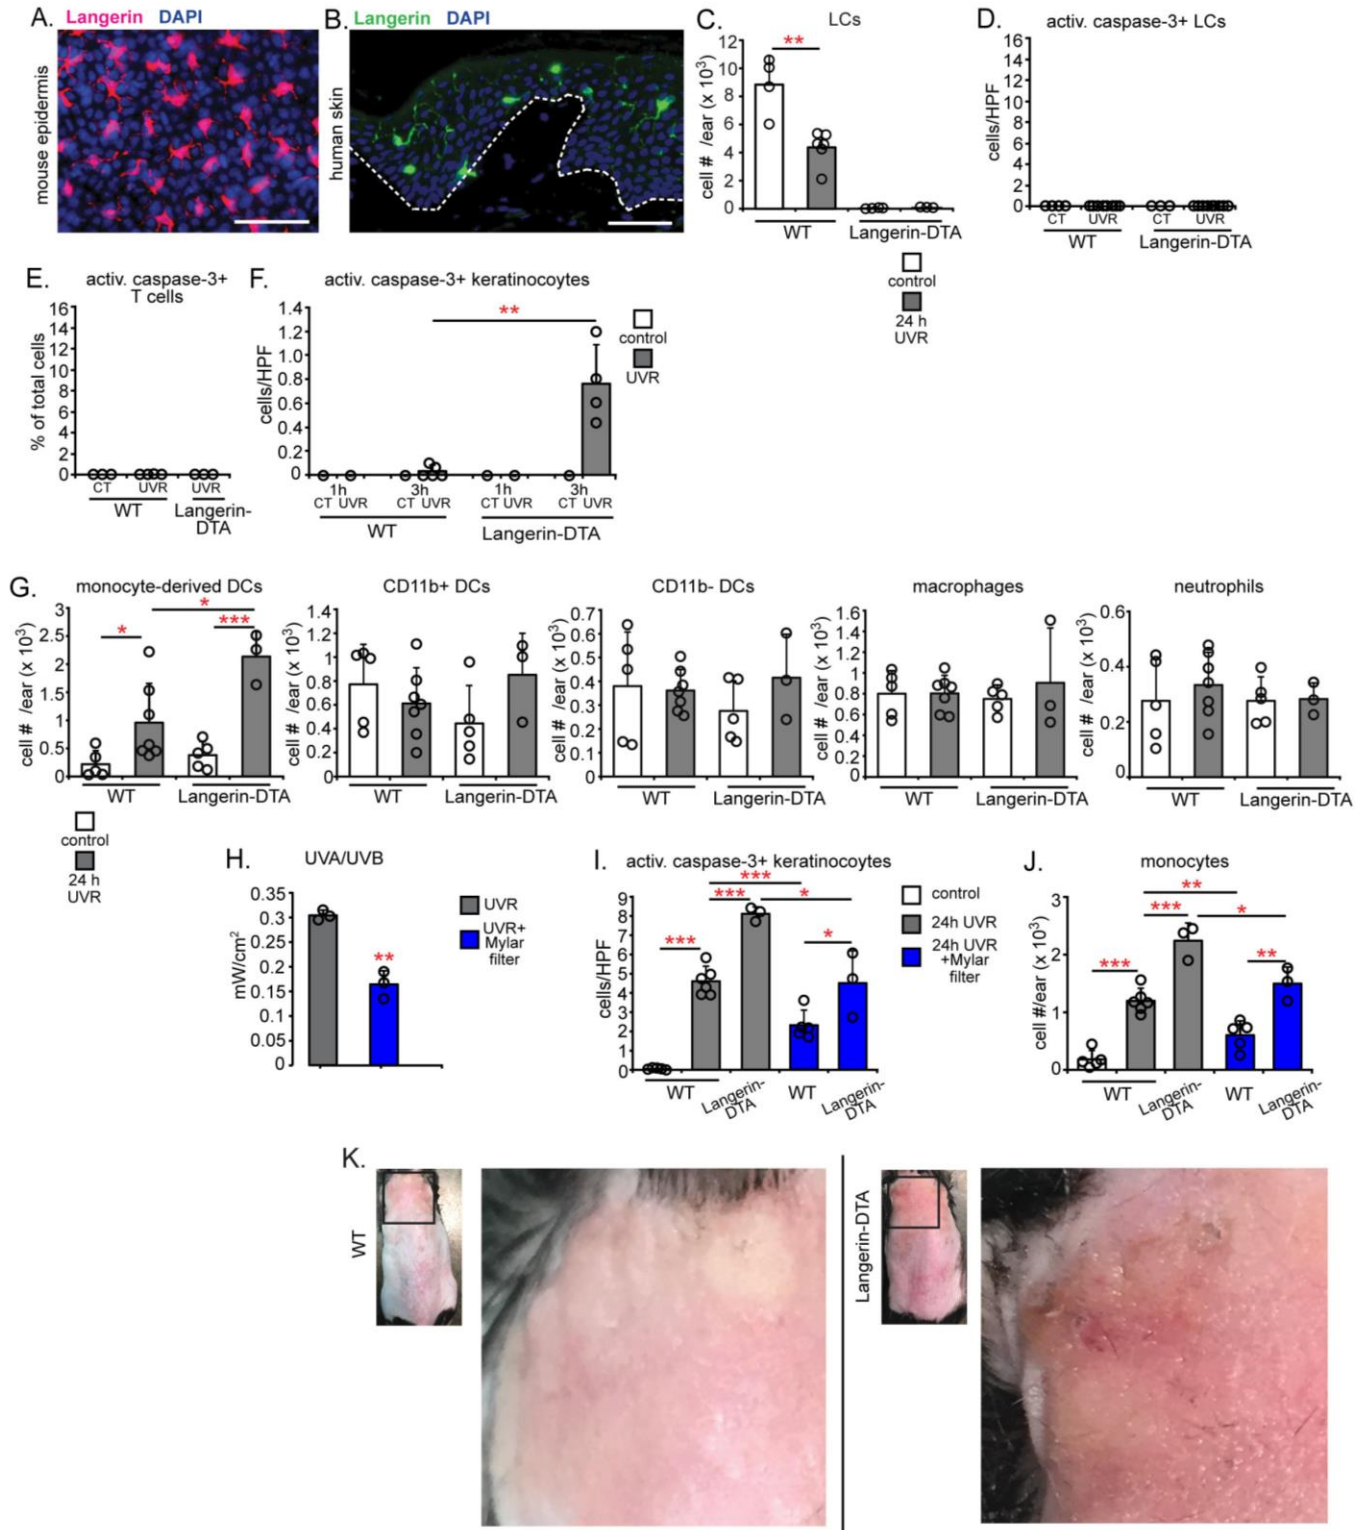 A. Langerin DAPI
mouse epidermis
B. Langerin DAPI
human skin
C. LCs
cell # /ear (x 10³)
12
10
8
6
4
2
0
**
WT Langerin-DTA
control
24 h
UVR
D. activ. caspase-3+ LCs
cells/HPF
16
14
12
10
8
6
4
2
0
CT UVR CT UVR
WT Langerin-DTA
E. activ. caspase-3+
T cells
% of total cells
16
14
12
10
8
6
4
2
0
CT UVR UVR
WT Langerin-
DTA
F. activ. caspase-3+ keratinocytes
cells/HPF
1.4
1.2
1.0
0.8
0.6
0.4
0.2
0
**
1h 3h 1h 3h
CT UVR CT UVR CT UVR CT UVR
WT Langerin-DTA
control
UVR
G. monocyte-derived DCs
cell # /ear (x 10³)
3
2.5
2
1.5
1
0.5
0
*
* ***
WT Langerin-DTA
control
24 h
UVR
CD11b+ DCs
cell # /ear (x 10³)
1.4
1.2
1
0.8
0.6
0.4
0.2
0
WT Langerin-DTA
CD11b- DCs
cell # /ear (x 10³)
0.7
0.6
0.5
0.4
0.3
0.2
0.1
0
WT Langerin-DTA
macrophages
cell # /ear (x 10³)
1.6
1.4
1.2
1.0
0.8
0.6
0.4
0.2
0
WT Langerin-DTA
neutrophils
cell # /ear (x 10³)
0.6
0.4
0.2
0
WT Langerin-DTA
H. UVA/UVB
mW/cm²
0.35
0.3
0.25
0.2
0.15
0.1
0.05
0
**
UVR
UVR+
Mylar
filter
I. activ. caspase-3+ keratinocytes
cells/HPF
9
8
7
6
5
4
3
2
1
0
***
*** *
*** *
WT Langerin-
DTA WT Langerin-
DTA
control
24h UVR
24h UVR
+Mylar
filter
J. monocytes
cell #/ear (x 10³)
3
2
1
0
**
*** *
*** **
WT Langerin-
DTA WT Langerin-
DTA
K.
WT
Langerin-DTA